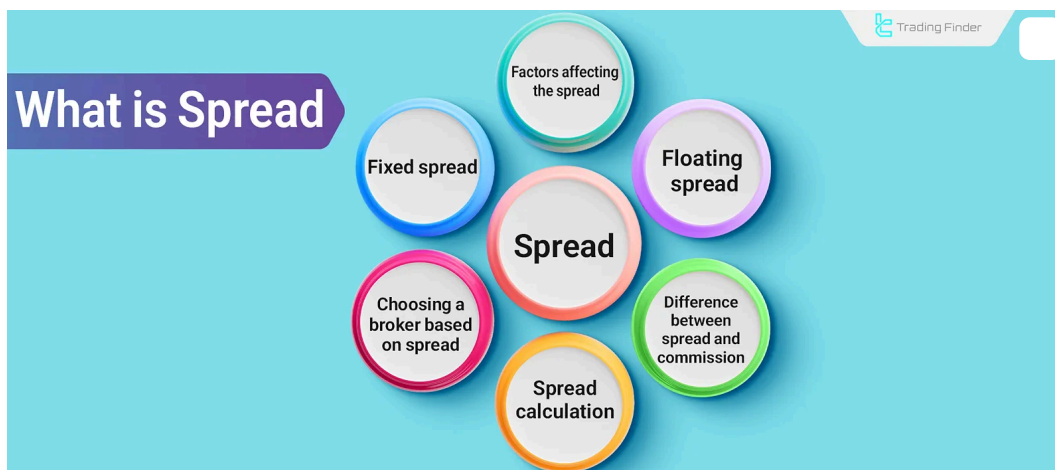 Trading Finder
What is Spread
Factors affecting
the spread
Fixed spread
Floating
spread
Spread
Choosing a
broker based
on spread
Difference
between
spread and
commission
Spread
calculation